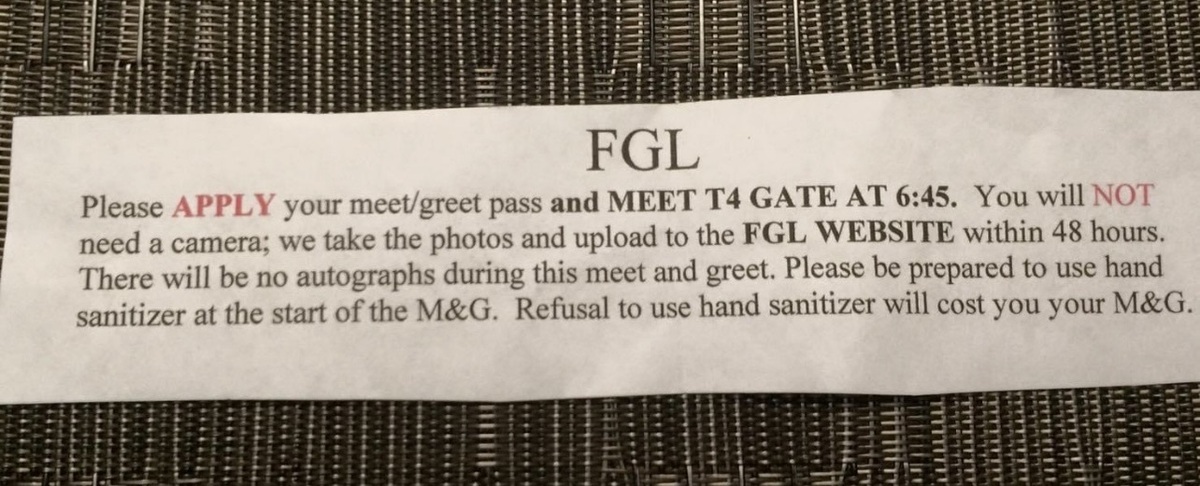 FGL
Please APPLY your meet/greet pass and MEET T4 GATE AT 6:45. You will NOT
need a camera; we take the photos and upload to the FGL WEBSITE within 48 hours.
There will be no autographs during this meet and greet. Please be prepared to use hand
sanitizer at the start of the M&G. Refusal to use hand sanitizer will cost you your M&G.